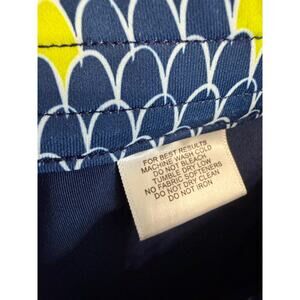 FOR BEST RESULTS
MACHINE WASH COLD
DO NOT BLEACH
TUMBLE DRY LOW
NO FABRIC SOFTENERS
DO NOT DRY CLEAN
DO NOT IRON